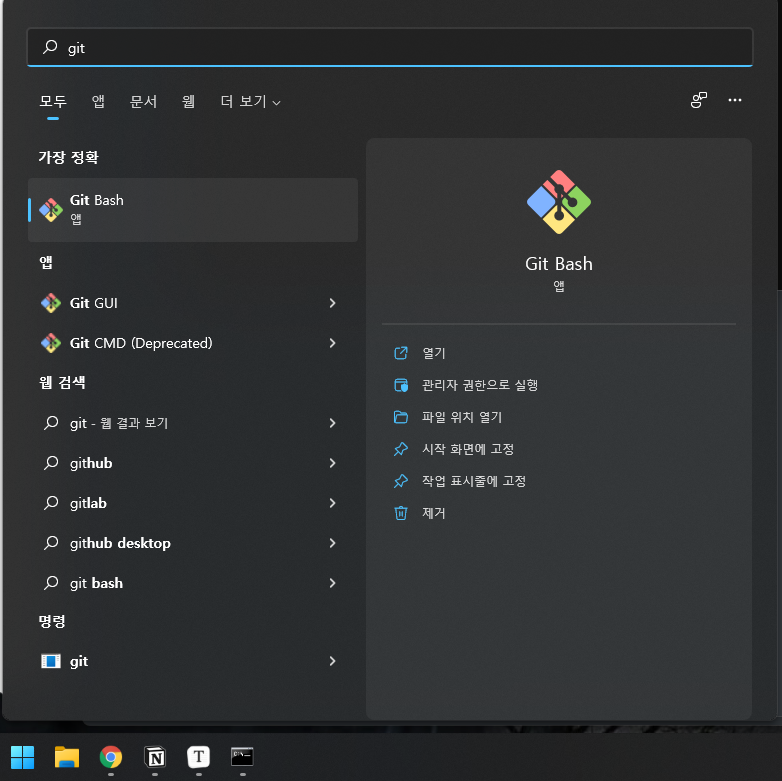 git
모두 앱 문서 웹 더 보기
가장 정확
Git Bash
앱
앱
Git GUI
Git CMD (Deprecated)
웹 검색
git - 웹 결과 보기
github
gitlab
github desktop
git bash
명령
git
Git Bash
앱
열기
관리자 권한으로 실행
파일 위치 열기
시작 화면에 고정
작업 표시줄에 고정
제거
N
T